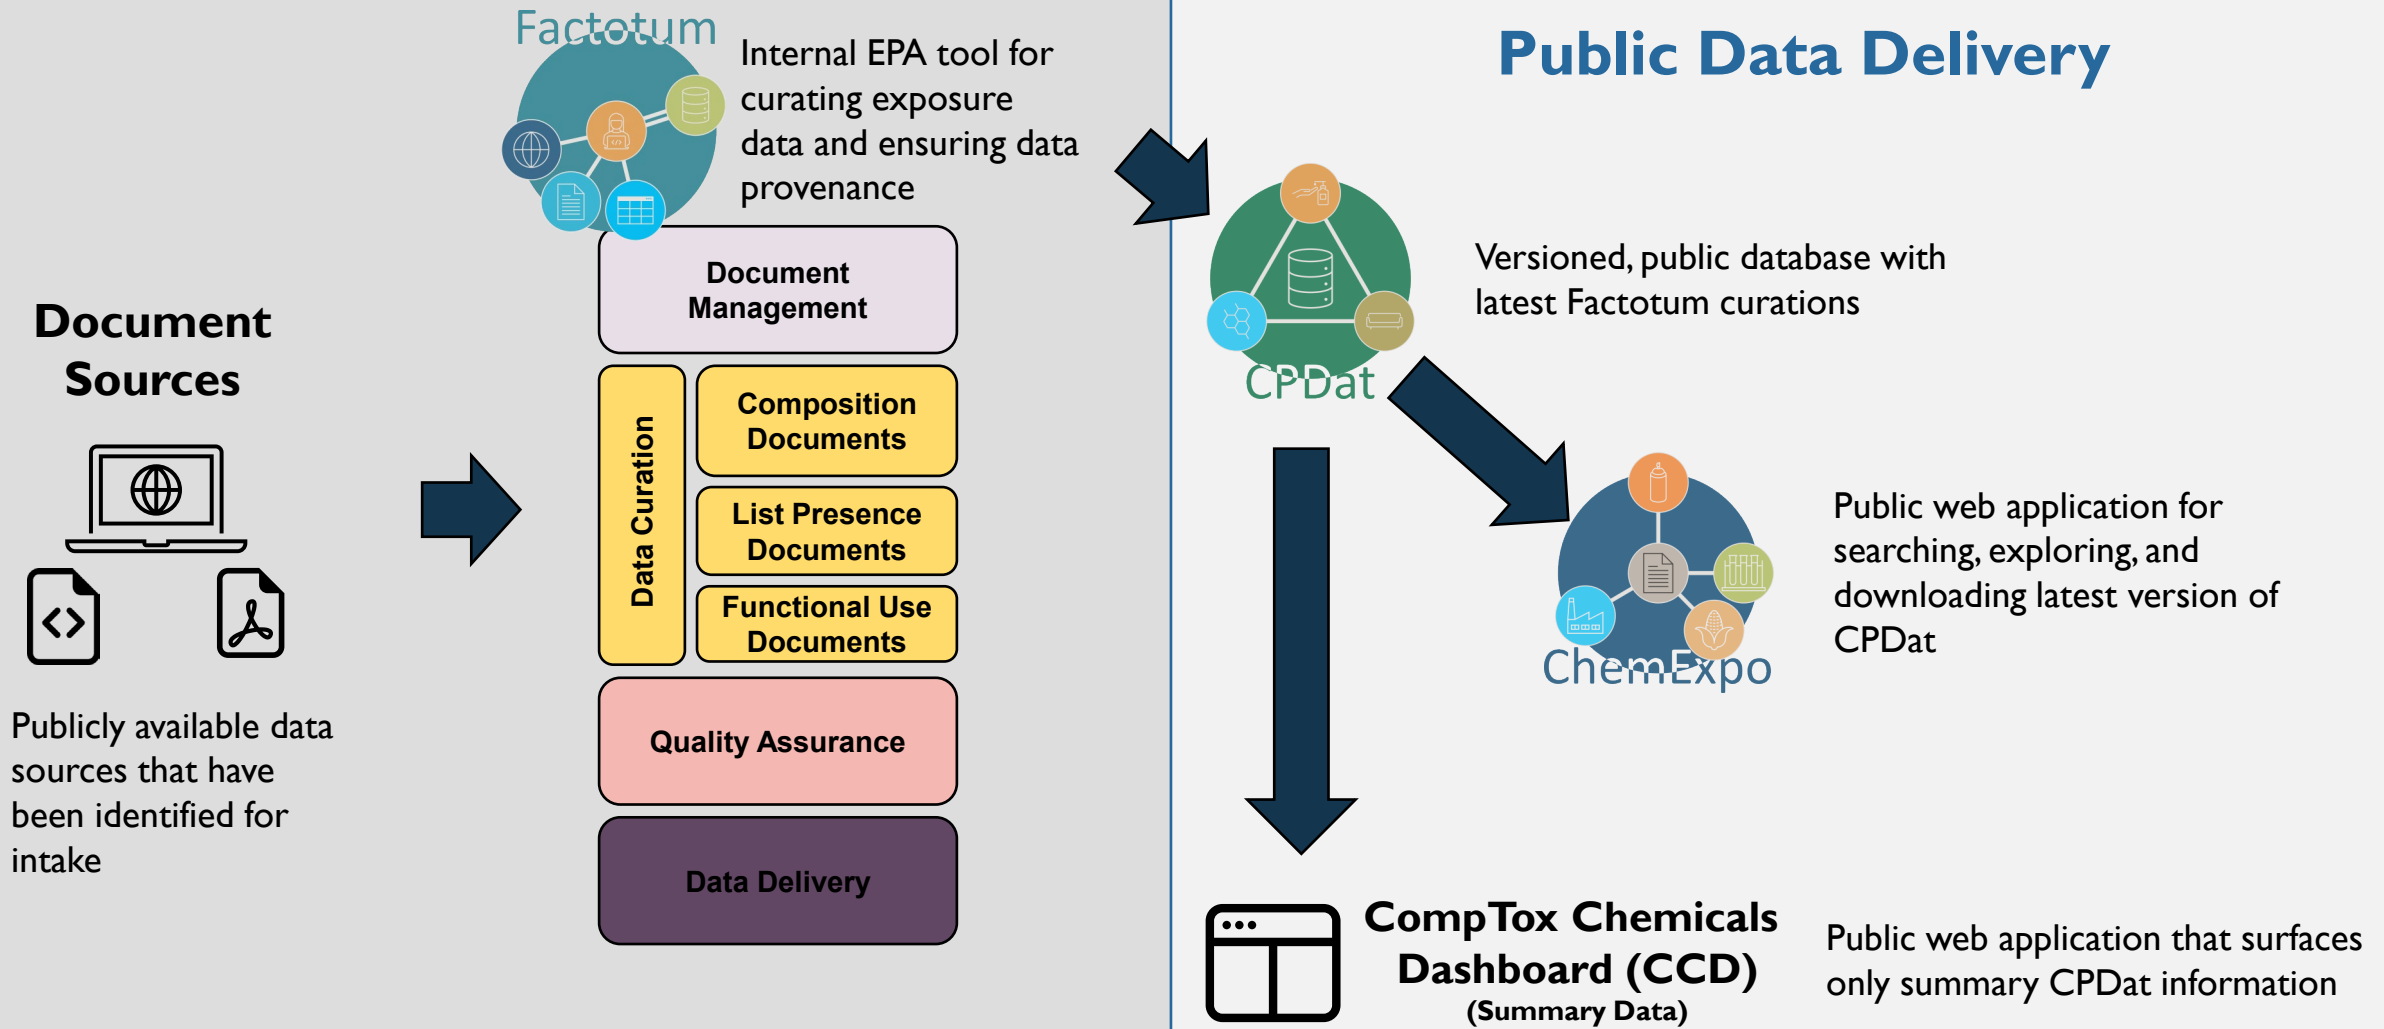 Document
Sources
Publicly available data
sources that have
been identified for
intake
Factotum
Internal EPA tool for
curating exposure
data and ensuring data
provenance
Document
Management
Data Curation
Composition
Documents
List Presence
Documents
Functional Use
Documents
Quality Assurance
Data Delivery
Public Data Delivery
CPDat
Versioned, public database with
latest Factotum curations
ChemExpo
Public web application for
searching, exploring, and
downloading latest version of
CPDat
CompTox Chemicals
Dashboard (CCD)
(Summary Data)
Public web application that surfaces
only summary CPDat information